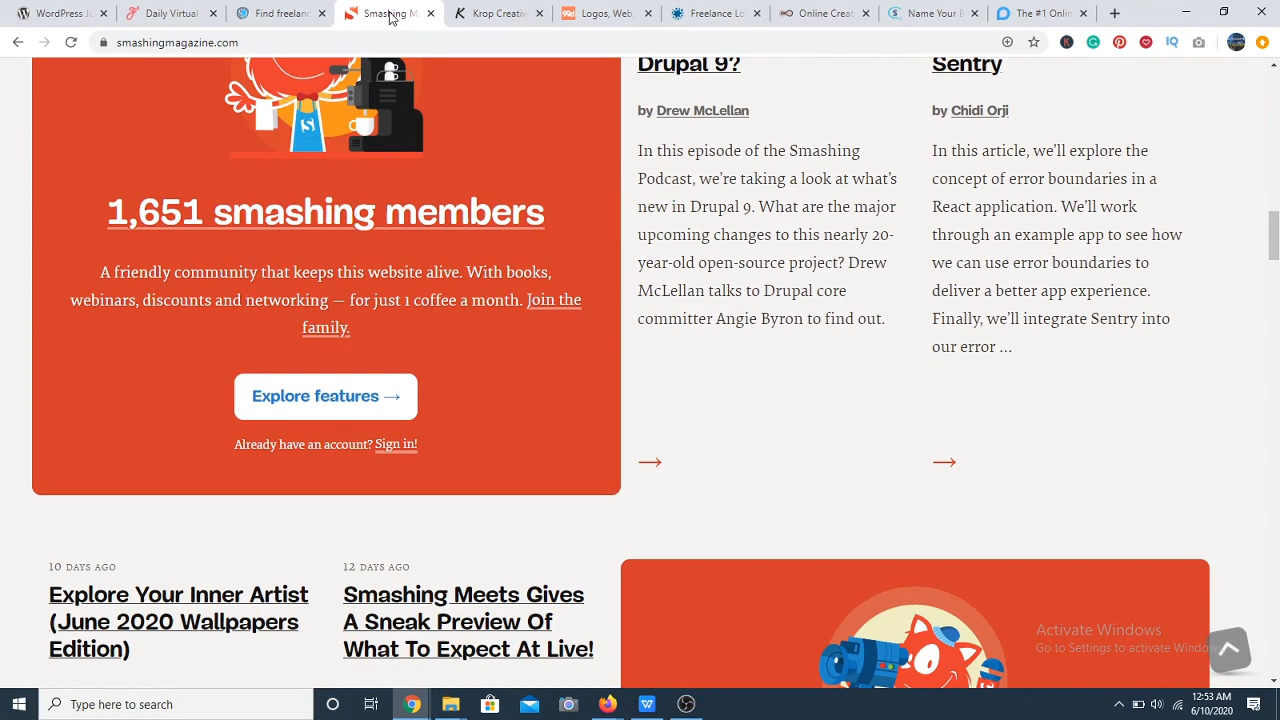 WordPress Je
Daily Virtual
Find freelanc
Smashing M
Krop Creative
Logos, Web,
Freelance Lo
Online Creat
Name Your B
The #1 Onlin
smashingmagazine.com
1,651 smashing members
A friendly community that keeps this website alive. With books,
webinars, discounts and networking — for just 1 coffee a month. Join the
family.
Explore features →
Already have an account? Sign in!
Drupal 9?
by Drew McLellan
In this episode of the Smashing
Podcast, we're taking a look at what's
new in Drupal 9. What are the major
upcoming changes to this nearly 20-
year-old open-source project? Drew
McLellan talks to Drupal core
committer Angie Byron to find out.
→
Sentry
by Chidi Orji
In this article, we'll explore the
concept of error boundaries in a
React application. We'll work
through an example app to see how
we can use error boundaries to
deliver a better app experience.
Finally, we'll integrate Sentry into
our error ...
→
10 DAYS AGO
Explore Your Inner Artist
(June 2020 Wallpapers
Edition)
12 DAYS AGO
Smashing Meets Gives
A Sneak Preview Of
What To Expect At Live!
Activate Windows
Go to Settings to activate Window
Type here to search
12:53 AM
6/10/2020